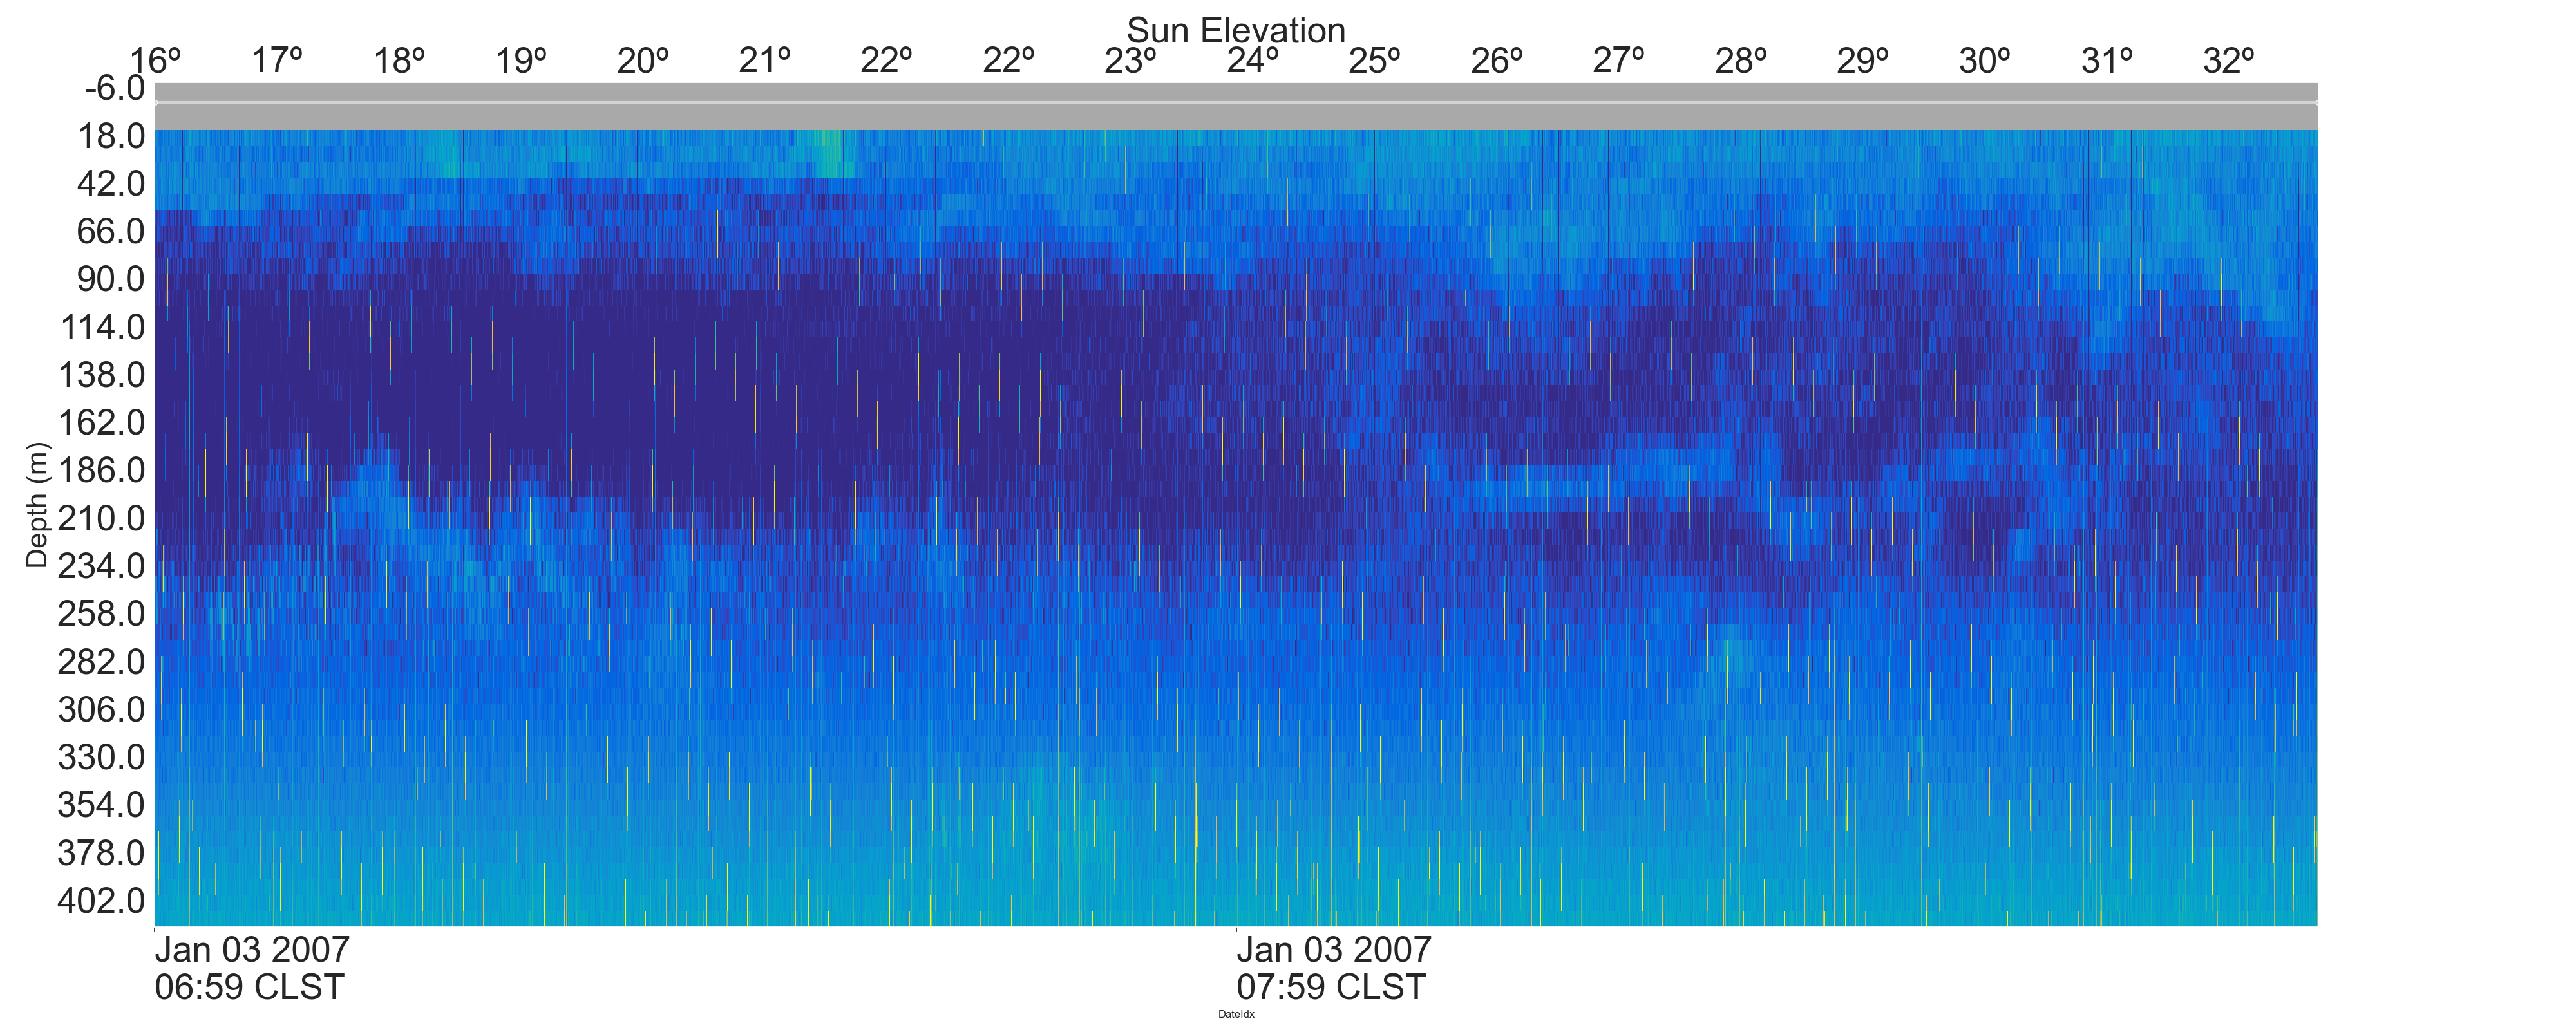 Sun Elevation
16º 17º 18º 19º 20º 21º 22º 22º 23º 24º 25º 26º 27º 28º 29º 30º 31º 32º
-6.0
18.0
42.0
66.0
90.0
114.0
138.0
162.0
186.0
210.0
234.0
258.0
282.0
306.0
330.0
354.0
378.0
402.0
Depth (m)
Jan 03 2007
06:59 CLST
Jan 03 2007
07:59 CLST
DateIdx